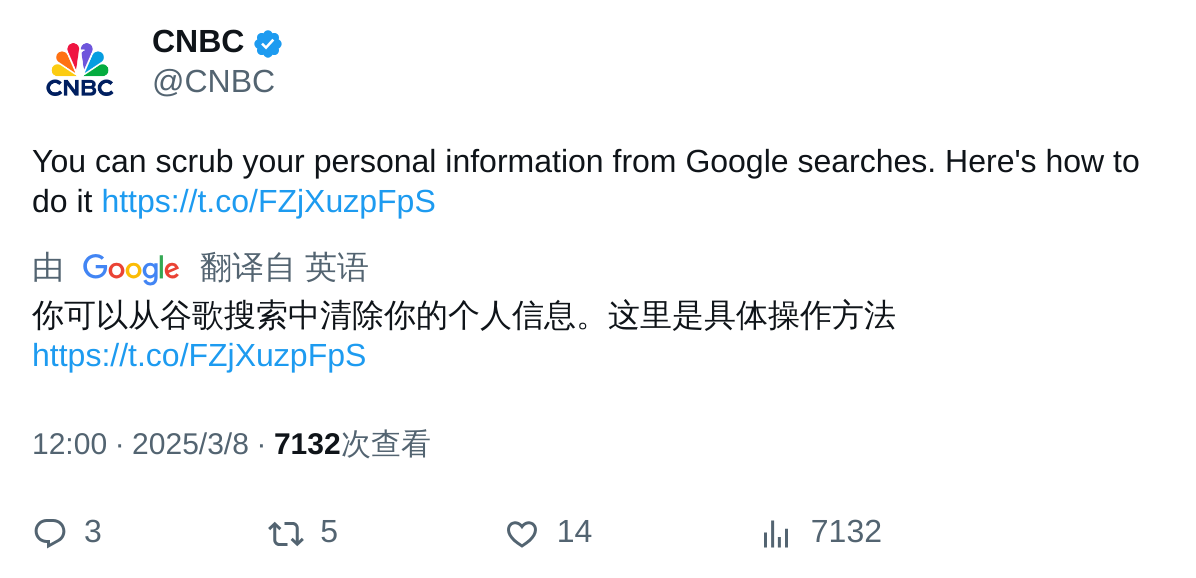 CNBC
CNBC
@CNBC
You can scrub your personal information from Google searches. Here's how to
do it https://t.co/FZjXuzpFpS
由 Google 翻译自 英语
你可以从谷歌搜索中清除你的个人信息。这里是具体操作方法
https://t.co/FZjXuzpFpS
12:00 · 2025/3/8 · 7132次查看
3 5 14 7132